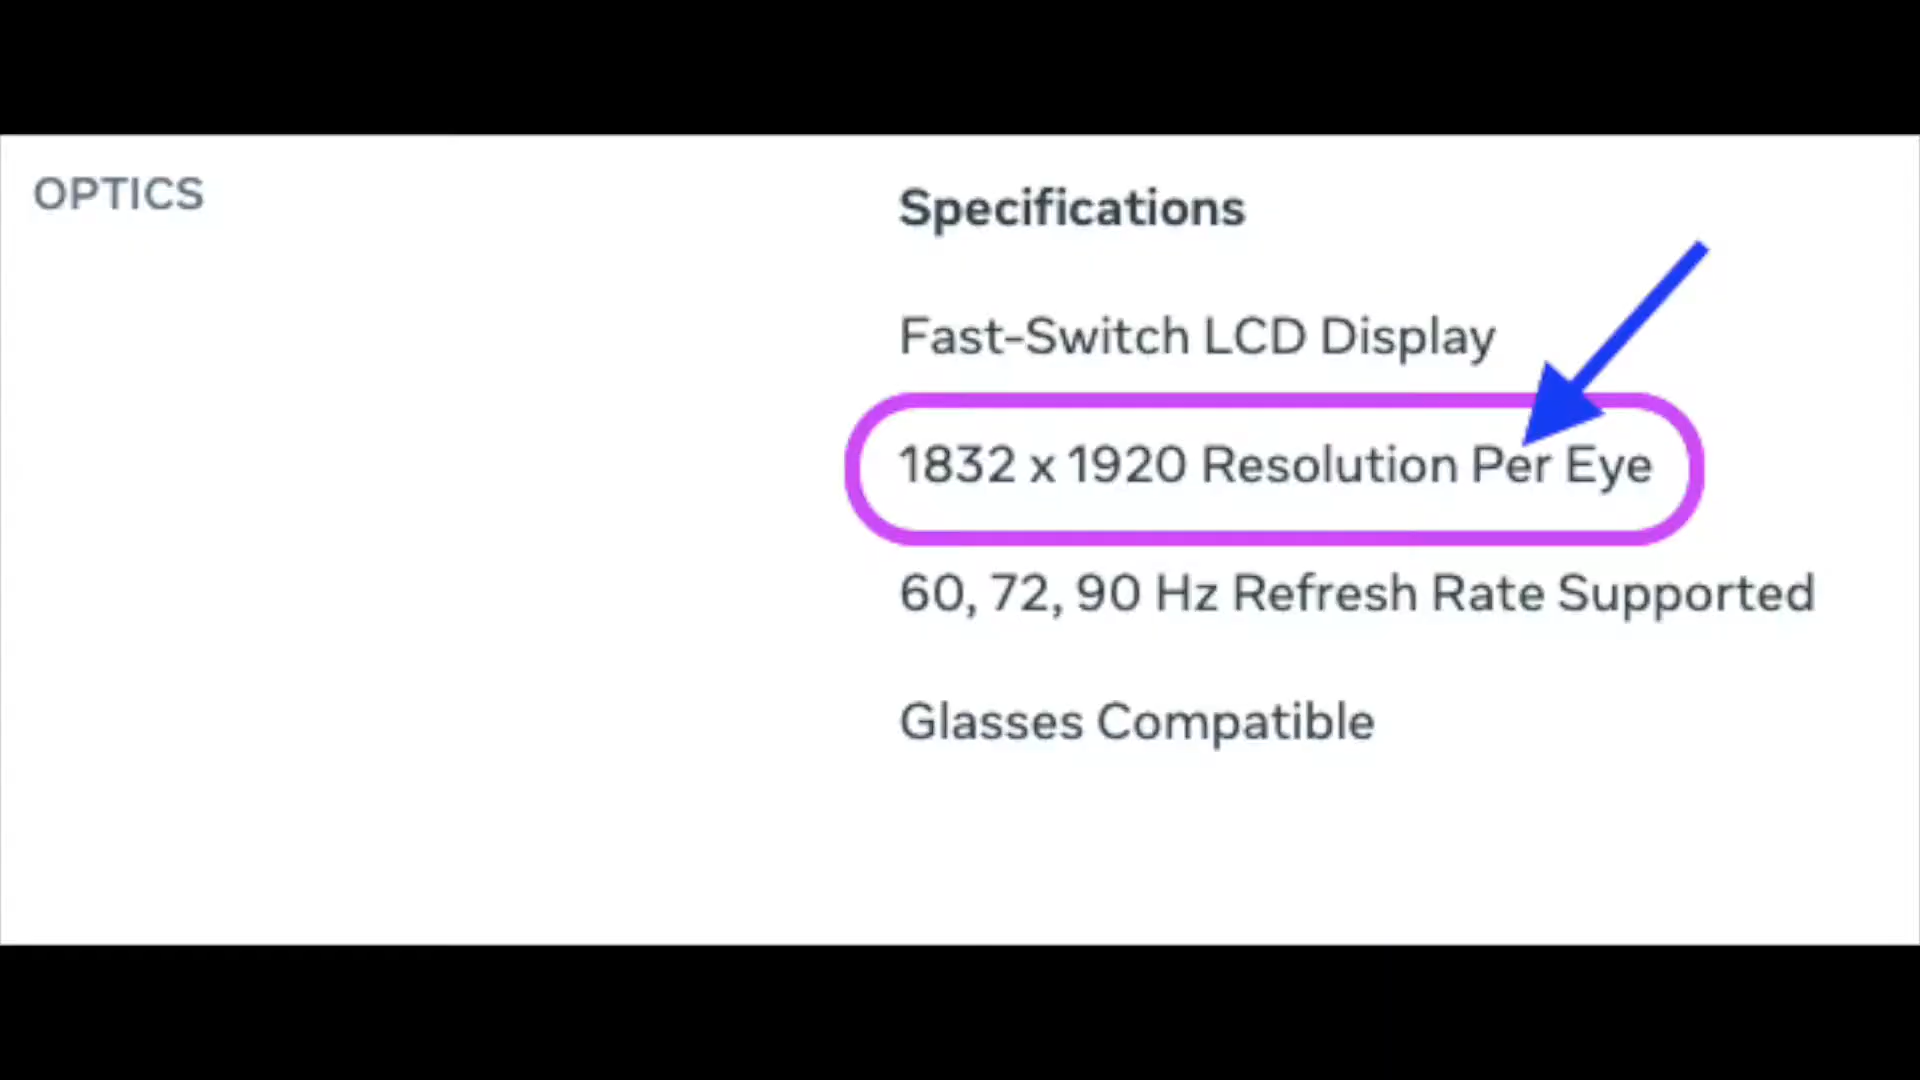 OPTICS
Specifications
Fast-Switch LCD Display
1832 x 1920 Resolution Per Eye
60, 72, 90 Hz Refresh Rate Supported
Glasses Compatible